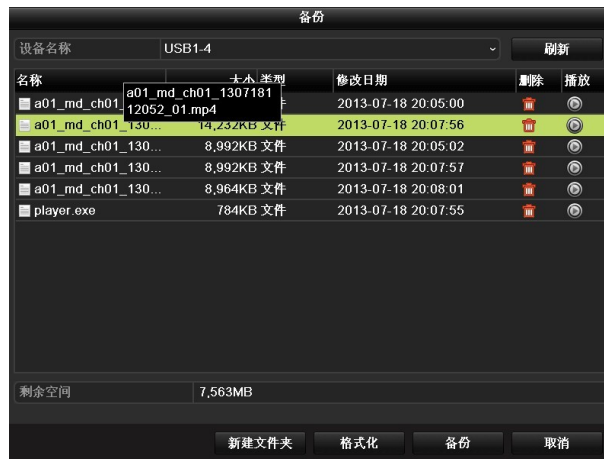 备份
设备名称 USB1-4 刷新
名称 大小 类型 修改日期 删除 播放
a01_md_ch01_1307181
12052_01.mp4
a01_md_ch01_ 2013-07-18 20:05:00
a01_md_ch01_130... 14,232KB 文件 2013-07-18 20:07:56
a01_md_ch01_130... 8,992KB 文件 2013-07-18 20:05:02
a01_md_ch01_130... 8,992KB 文件 2013-07-18 20:07:57
a01_md_ch01_130... 8,964KB 文件 2013-07-18 20:08:01
player.exe 784KB 文件 2013-07-18 20:07:55
剩余空间 7,563MB
新建文件夹 格式化 备份 取消